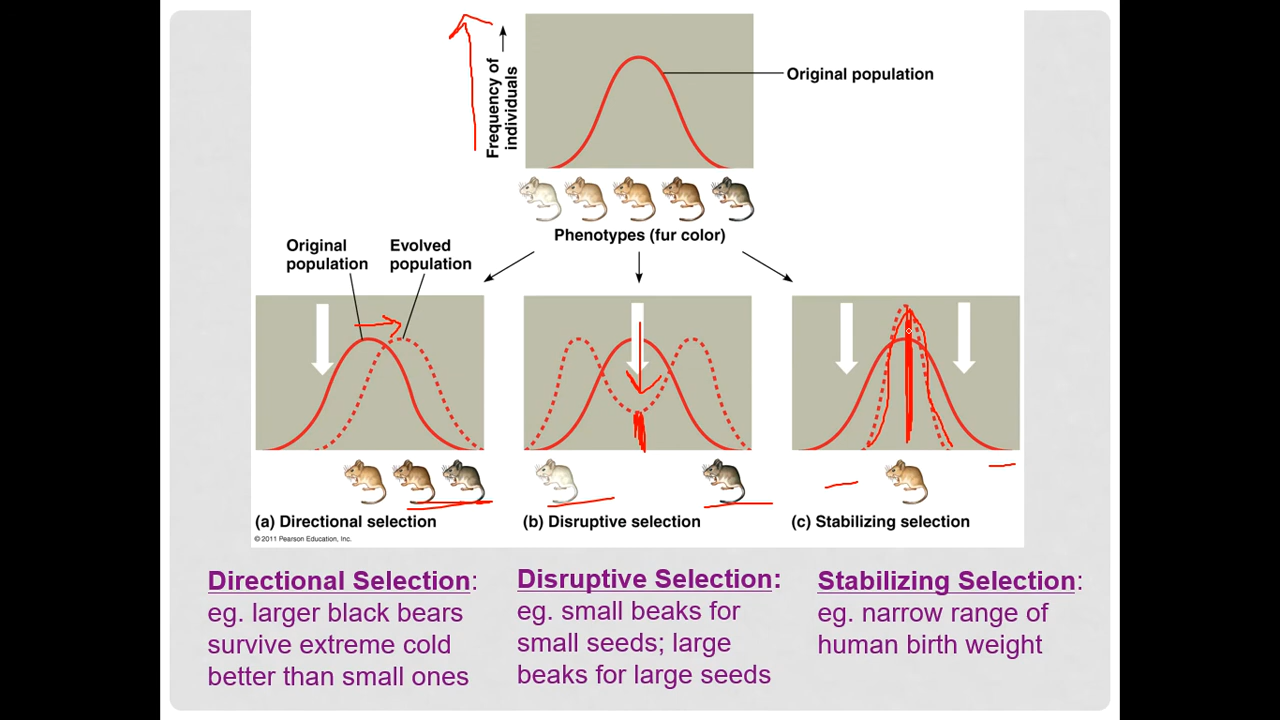 Frequency of
individuals
Original population
Phenotypes (fur color)
Original
population
Evolved
population
(a) Directional selection
(b) Disruptive selection
(c) Stabilizing selection
© 2011 Pearson Education, Inc.
Directional Selection:
eg. larger black bears
survive extreme cold
better than small ones
Disruptive Selection:
eg. small beaks for
small seeds; large
beaks for large seeds
Stabilizing Selection:
eg. narrow range of
human birth weight